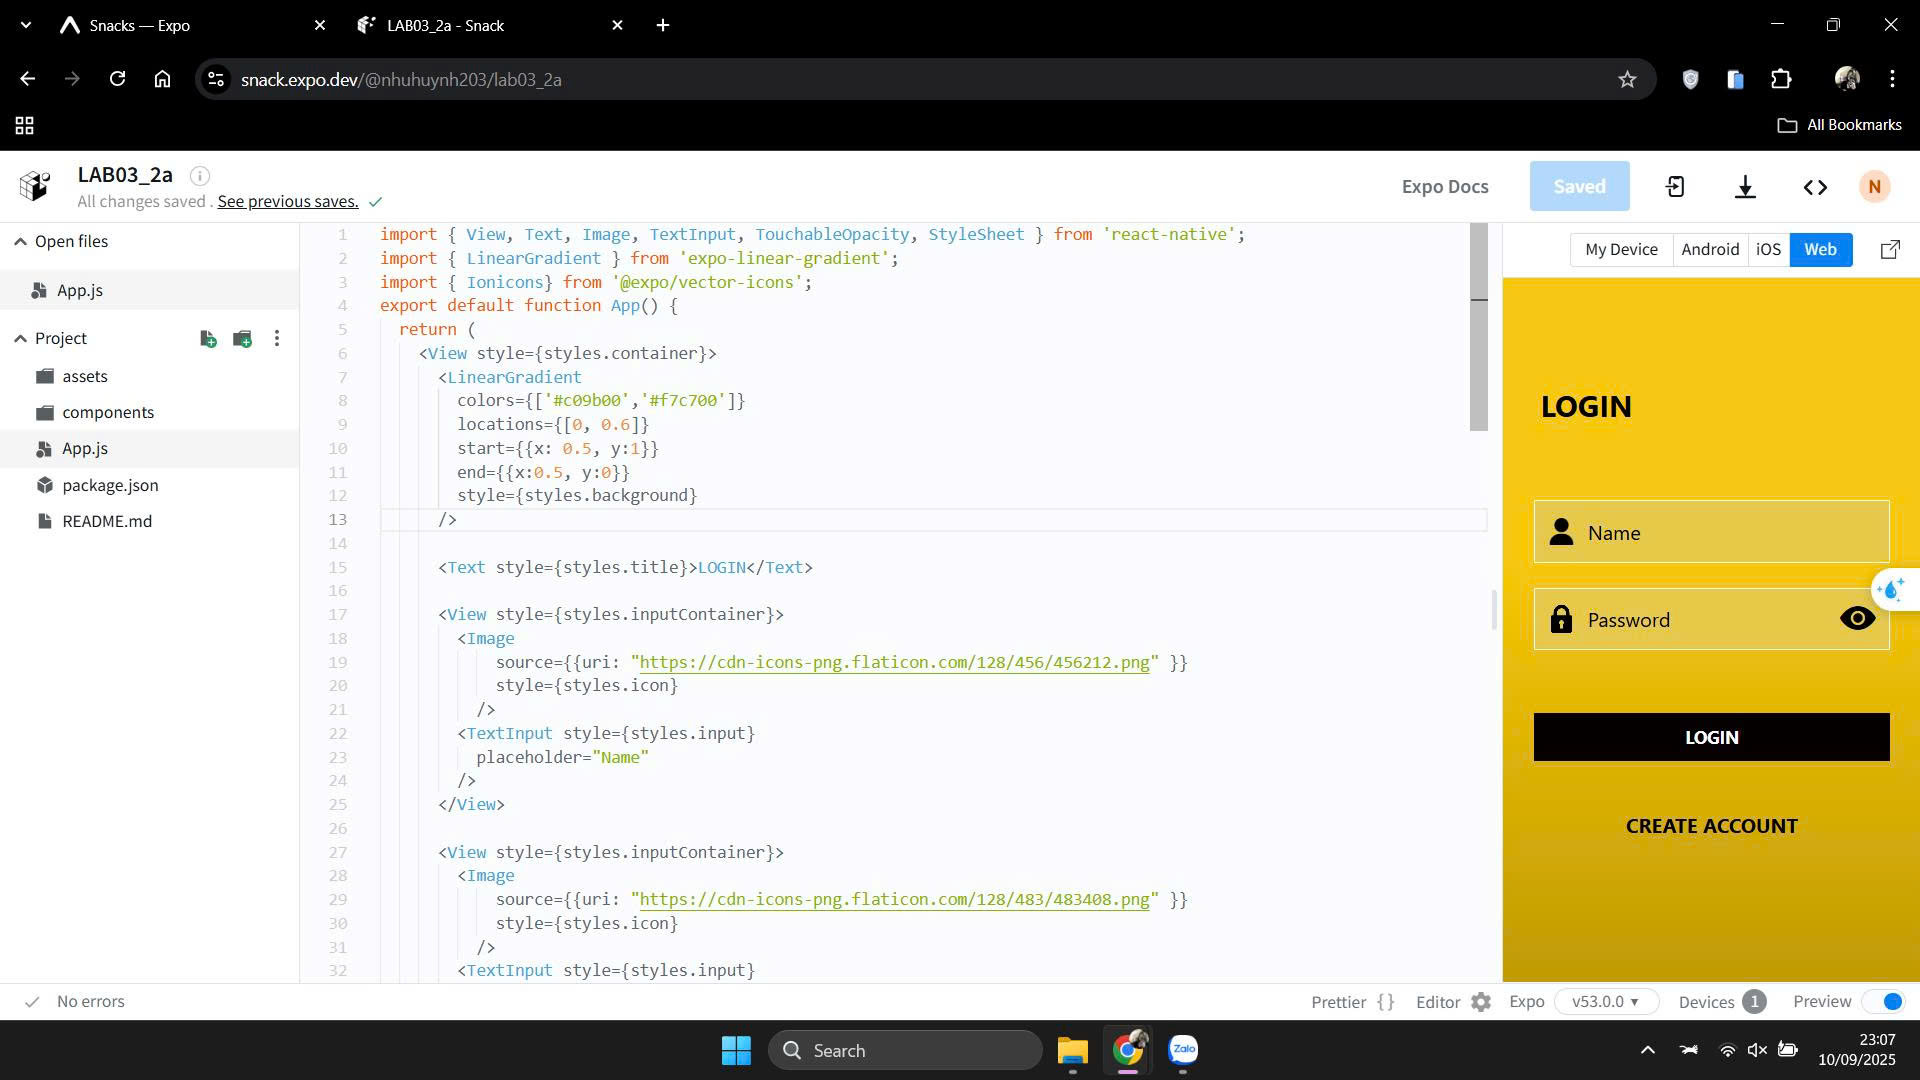 Snacks — Expo
LAB03_2a - Snack
snack.expo.dev/@nhuhuynh203/lab03_2a
All Bookmarks
LAB03_2a
All changes saved . See previous saves.
Expo Docs
Saved
N
Open files
App.js
Project
assets
components
App.js
package.json
README.md
1 import { View, Text, Image, TextInput, TouchableOpacity, StyleSheet } from 'react-native';
2 import { LinearGradient } from 'expo-linear-gradient';
3 import { Ionicons} from '@expo/vector-icons';
4 export default function App() {
5 return (
6 <View style={styles.container}>
7 <LinearGradient
8 colors={['#c09b00','#f7c700']}
9 locations={[0, 0.6]}
10 start={{x: 0.5, y:1}}
11 end={{x:0.5, y:0}}
12 style={styles.background}
13 />
14
15 <Text style={styles.title}>LOGIN</Text>
16
17 <View style={styles.inputContainer}>
18 <Image
19 source={{uri: "https://cdn-icons-png.flaticon.com/128/456/456212.png" }}
20 style={styles.icon}
21 />
22 <TextInput style={styles.input}
23 placeholder="Name"
24 />
25 </View>
26
27 <View style={styles.inputContainer}>
28 <Image
29 source={{uri: "https://cdn-icons-png.flaticon.com/128/483/483408.png" }}
30 style={styles.icon}
31 />
32 <TextInput style={styles.input}
My Device Android iOS Web
LOGIN
Name
Password
LOGIN
CREATE ACCOUNT
No errors
Prettier {} Editor Expo v53.0.0 Devices 1 Preview
Search
Zalo
23:07
10/09/2025